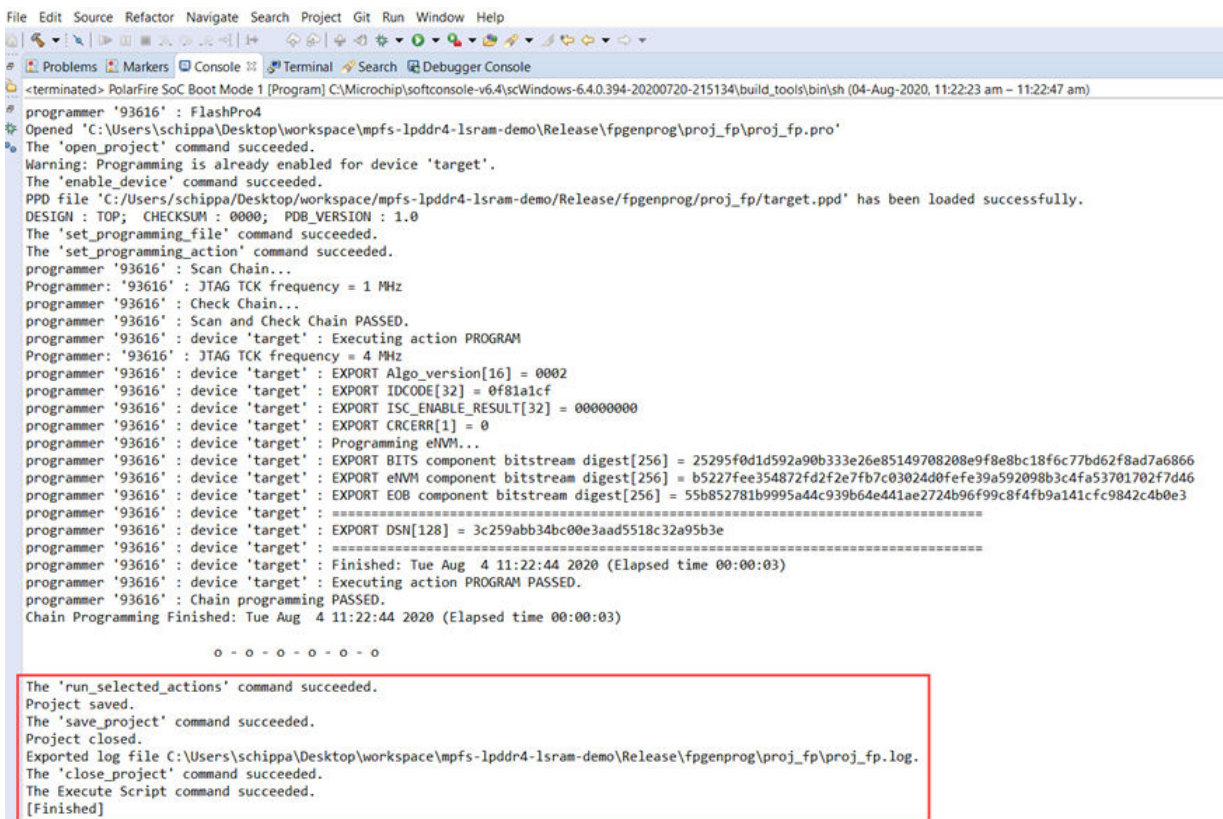 File Edit Source Refactor Navigate Search Project Git Run Window Help
Problems Markers Console Terminal Search Debugger Console
<terminated> PolarFire SoC Boot Mode 1 [Program] C:\Microchip\softconsole-v6.4\scWindows-6.4.0.394-20200720-215134\build_tools\bin\sh (04-Aug-2020, 11:22:23 am – 11:22:47 am)
programmer '93616' : FlashPro4
Opened 'C:\Users\schippa\Desktop\workspace\mpfs-lpddr4-lsram-demo\Release\fpgenprog\proj_fp\proj_fp.pro'
The 'open_project' command succeeded.
Warning: Programming is already enabled for device 'target'.
The 'enable_device' command succeeded.
PPD file 'C:/Users/schippa/Desktop/workspace/mpfs-lpddr4-lsram-demo/Release/fpgenprog/proj_fp/target.ppd' has been loaded successfully.
DESIGN : TOP; CHECKSUM : 0000; PDB_VERSION : 1.0
The 'set_programming_file' command succeeded.
The 'set_programming_action' command succeeded.
programmer '93616' : Scan Chain...
Programmer: '93616' : JTAG TCK frequency = 1 MHz
programmer '93616' : Check Chain...
programmer '93616' : Scan and Check Chain PASSED.
programmer '93616' : device 'target' : Executing action PROGRAM
Programmer: '93616' : JTAG TCK frequency = 4 MHz
programmer '93616' : device 'target' : EXPORT Algo_version[16] = 0002
programmer '93616' : device 'target' : EXPORT IDCODE[32] = 0f81a1cf
programmer '93616' : device 'target' : EXPORT ISC_ENABLE_RESULT[32] = 00000000
programmer '93616' : device 'target' : EXPORT CRCERR[1] = 0
programmer '93616' : device 'target' : Programming eNVM...
programmer '93616' : device 'target' : EXPORT BITS component bitstream digest[256] = 25295f0d1d592a90b333e26e85149708208e9f8e8bc18f6c77bd62f8ad7a6866
programmer '93616' : device 'target' : EXPORT eNVM component bitstream digest[256] = b5227fee354872fd2f2e7fb7c03024d0fefe39a592098b3c4fa53701702f7d46
programmer '93616' : device 'target' : EXPORT EOB component bitstream digest[256] = 55b852781b9995a44c939b64e441ae2724b96f99c8f4fb9a141cfc9842c4b0e3
programmer '93616' : device 'target' : ===================================================================================
programmer '93616' : device 'target' : EXPORT DSN[128] = 3c259abb34bc00e3aad5518c32a95b3e
programmer '93616' : device 'target' : ===================================================================================
programmer '93616' : device 'target' : Finished: Tue Aug 4 11:22:44 2020 (Elapsed time 00:00:03)
programmer '93616' : device 'target' : Executing action PROGRAM PASSED.
programmer '93616' : Chain programming PASSED.
Chain Programming Finished: Tue Aug 4 11:22:44 2020 (Elapsed time 00:00:03)
o - o - o - o - o - o
The 'run_selected_actions' command succeeded.
Project saved.
The 'save_project' command succeeded.
Project closed.
Exported log file C:\Users\schippa\Desktop\workspace\mpfs-lpddr4-lsram-demo\Release\fpgenprog\proj_fp\proj_fp.log.
The 'close_project' command succeeded.
The Execute Script command succeeded.
[Finished]